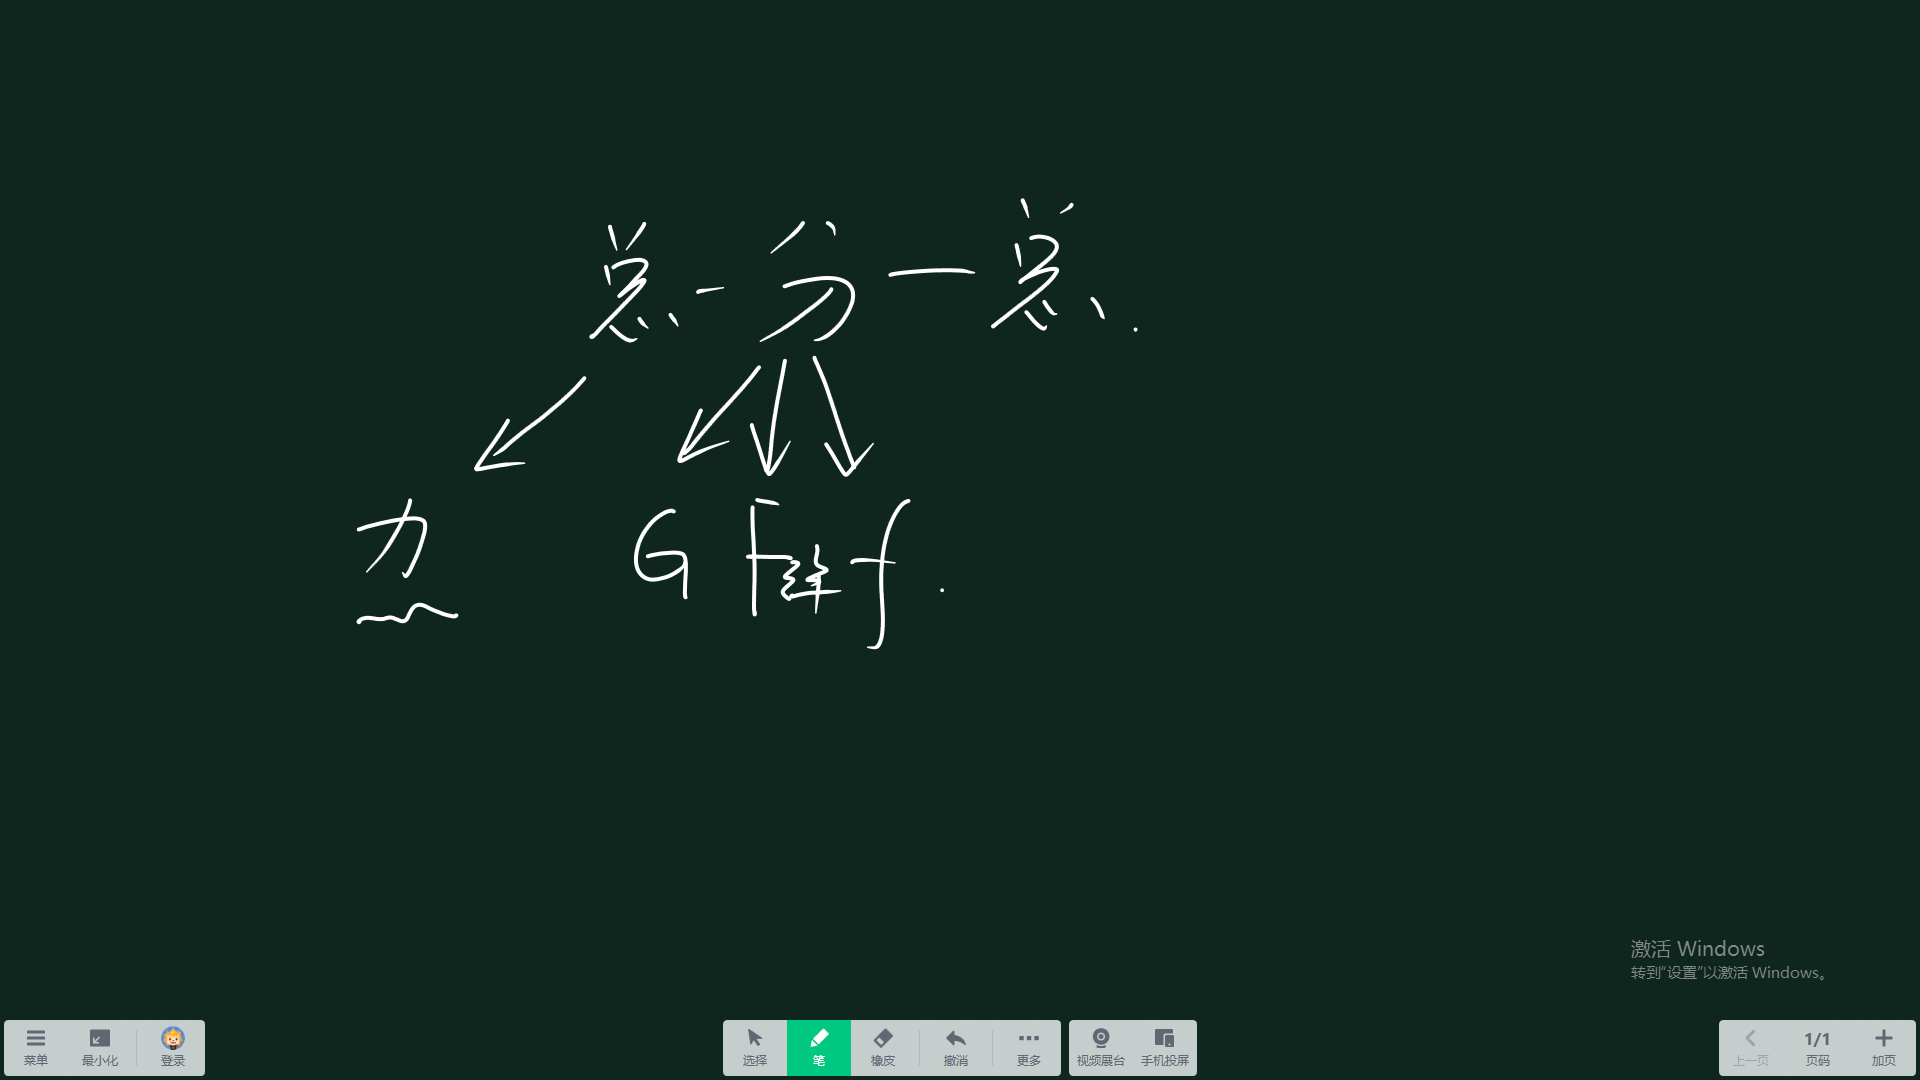 总-分一总.
力 G F弹 f.
激活 Windows
转到“设置”以激活 Windows。
菜单 最小化 登录 选择 笔 橡皮 撤消 更多 视频展台 手机投屏 上一页 1/1 页码 加页